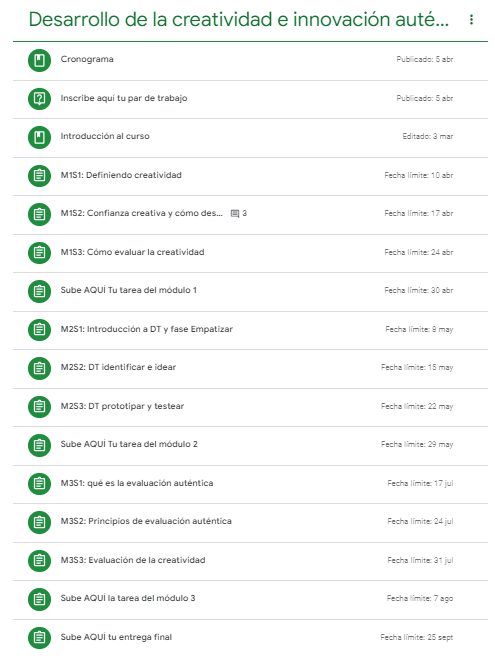 Desarrollo de la creatividad e innovación auté...
Cronograma Publicado: 5 abr
Inscribe aquí tu par de trabajo Publicado: 5 abr
Introducción al curso Editado: 3 mar
M1S1: Definiendo creatividad Fecha límite: 10 abr
M1S2: Confianza creativa y cómo des... 3 Fecha límite: 17 abr
M1S3: Cómo evaluar la creatividad Fecha límite: 24 abr
Sube AQUÍ Tu tarea del módulo 1 Fecha límite: 30 abr
M2S1: Introducción a DT y fase Empatizar Fecha límite: 8 may
M2S2: DT identificar e idear Fecha límite: 15 may
M2S3: DT prototipar y testear Fecha límite: 22 may
Sube AQUÍ Tu tarea del módulo 2 Fecha límite: 29 may
M3S1: qué es la evaluación auténtica Fecha límite: 17 jul
M3S2: Principios de evaluación auténtica Fecha límite: 24 jul
M3S3: Evaluación de la creatividad Fecha límite: 31 jul
Sube AQUÍ la tarea del módulo 3 Fecha límite: 7 ago
Sube AQUÍ tu entrega final Fecha límite: 25 sept